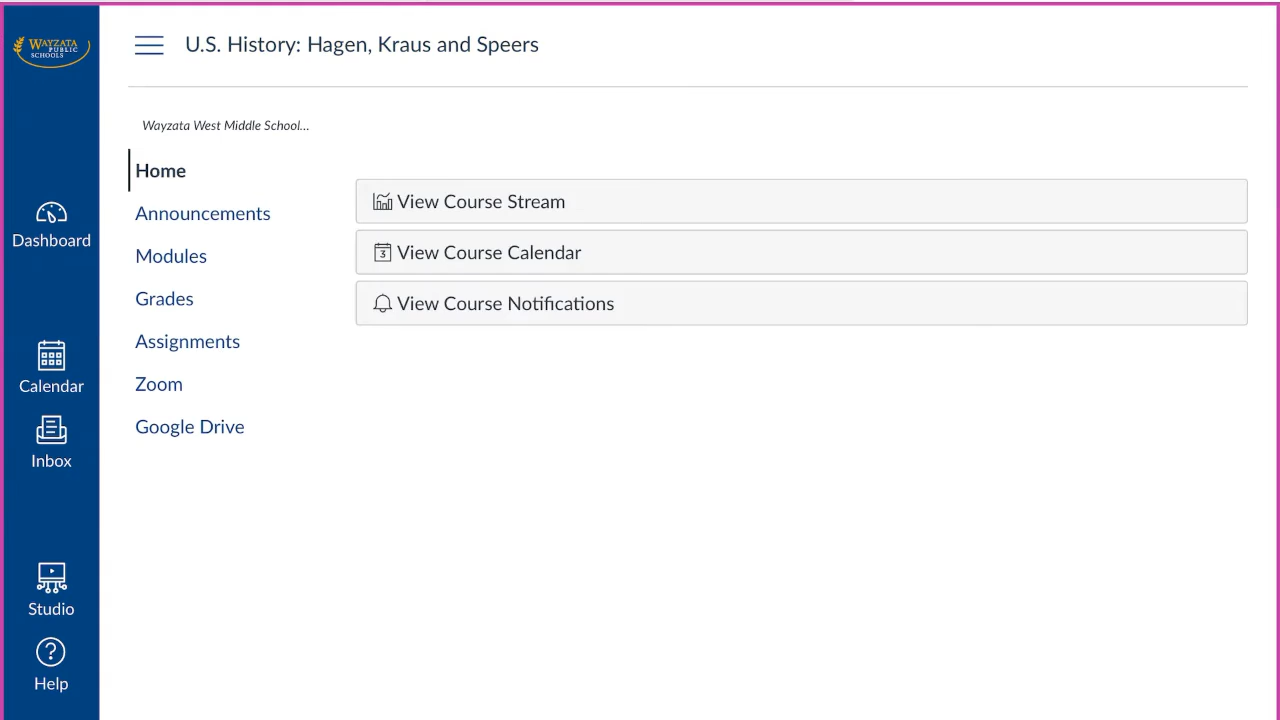 WAYZATA
PUBLIC
SCHOOLS
Dashboard
Calendar
Inbox
Studio
Help
U.S. History: Hagen, Kraus and Speers
Wayzata West Middle School...
Home
Announcements
Modules
Grades
Assignments
Zoom
Google Drive
View Course Stream
3 View Course Calendar
View Course Notifications